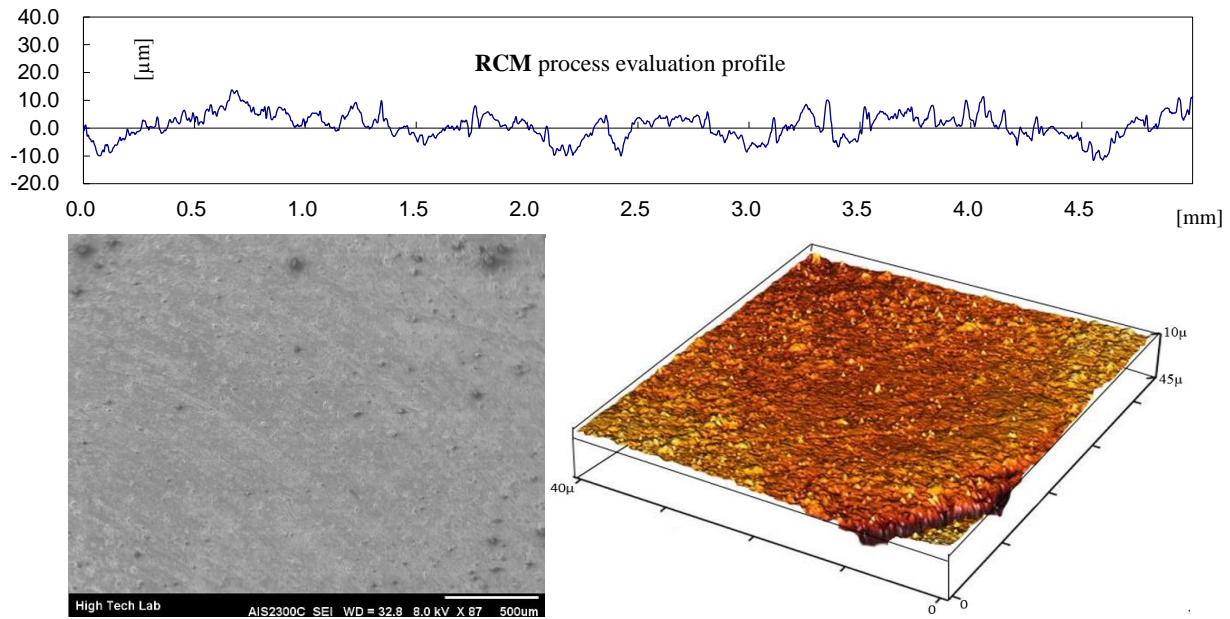 40.0
30.0
20.0
10.0
0.0
-10.0
-20.0
[µm]
RCM process evaluation profile
0.0 0.5 1.0 1.5 2.0 2.5 3.0 3.5 4.0 4.5 [mm]
High Tech Lab AIS2300C SEI WD = 32.8 8.0 kV X 87 500um
10µ
45µ
40µ
0 0